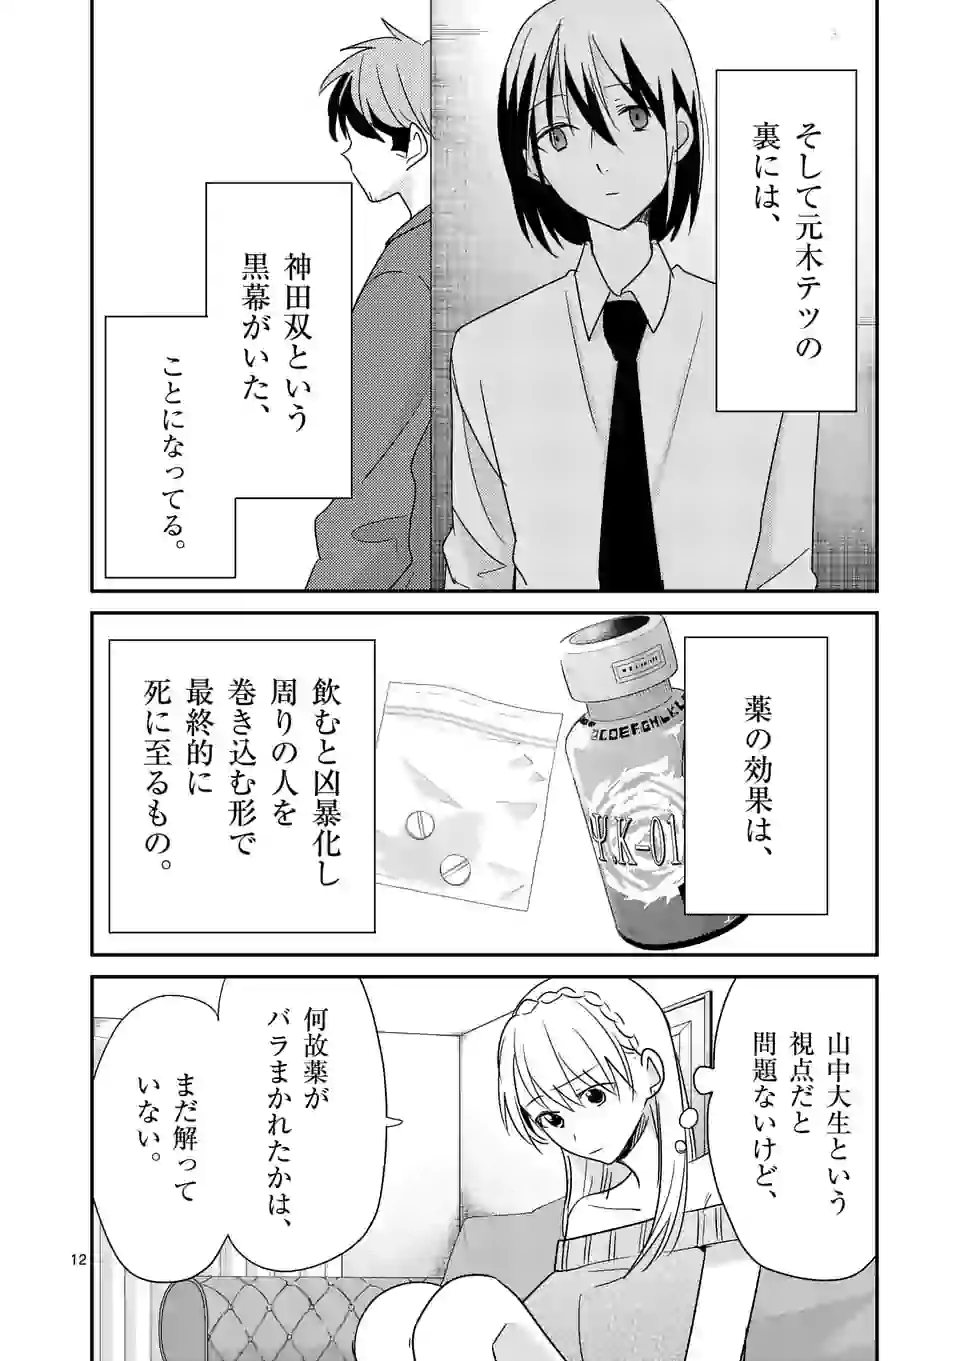 そして元木テツの
裏には、
神田双という
黒幕がいた、
ことになってる。
薬の効果は、
ABCDEFGHIJKL
Ψ.K-01
飲むと凶暴化し
周りの人を
巻き込む形で
最終的に
死に至るもの。
山中大生という
視点だと
問題ないけど、
何故薬が
バラまかれたかは、
まだ解って
いない。
12